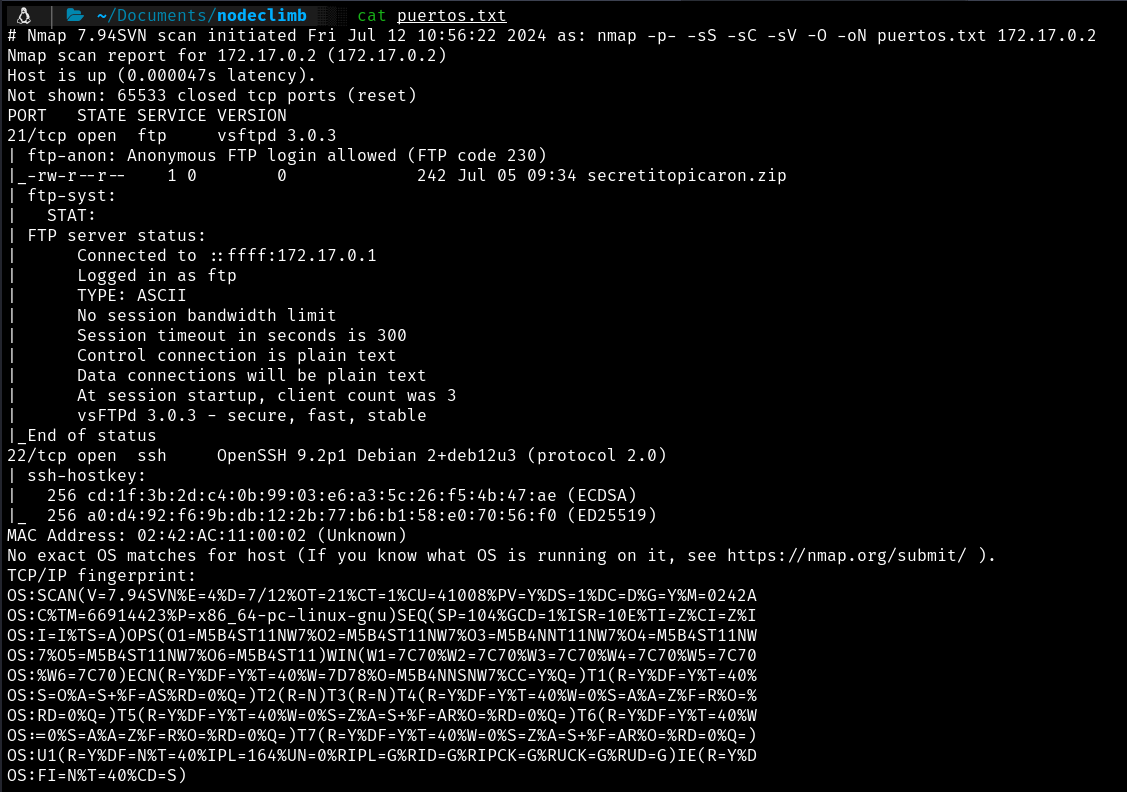 ~/Documents/nodeclimb cat puertos.txt
# Nmap 7.94SVN scan initiated Fri Jul 12 10:56:22 2024 as: nmap -p- -sS -sC -sV -O -oN puertos.txt 172.17.0.2
Nmap scan report for 172.17.0.2 (172.17.0.2)
Host is up (0.000047s latency).
Not shown: 65533 closed tcp ports (reset)
PORT   STATE SERVICE VERSION
21/tcp open  ftp     vsftpd 3.0.3
| ftp-anon: Anonymous FTP login allowed (FTP code 230)
|_-rw-r--r--    1 0        0             242 Jul 05 09:34 secretitopicaron.zip
| ftp-syst:
|   STAT:
| FTP server status:
|      Connected to ::ffff:172.17.0.1
|      Logged in as ftp
|      TYPE: ASCII
|      No session bandwidth limit
|      Session timeout in seconds is 300
|      Control connection is plain text
|      Data connections will be plain text
|      At session startup, client count was 3
|      vsFTPd 3.0.3 - secure, fast, stable
|_End of status
22/tcp open  ssh     OpenSSH 9.2p1 Debian 2+deb12u3 (protocol 2.0)
| ssh-hostkey:
|   256 cd:1f:3b:2d:c4:0b:99:03:e6:a3:5c:26:f5:4b:47:ae (ECDSA)
|_  256 a0:d4:92:f6:9b:db:12:2b:77:b6:b1:58:e0:70:56:f0 (ED25519)
MAC Address: 02:42:AC:11:00:02 (Unknown)
No exact OS matches for host (If you know what OS is running on it, see https://nmap.org/submit/ ).
TCP/IP fingerprint:
OS:SCAN(V=7.94SVN%E=4%D=7/12%OT=21%CT=1%CU=41008%PV=Y%DS=1%DC=D%G=Y%M=0242A
OS:C%TM=66914423%P=x86_64-pc-linux-gnu)SEQ(SP=104%GCD=1%ISR=10E%TI=Z%CI=Z%I
OS:I=I%TS=A)OPS(O1=M5B4ST11NW7%O2=M5B4ST11NW7%O3=M5B4NNT11NW7%O4=M5B4ST11NW
OS:7%O5=M5B4ST11NW7%O6=M5B4ST11)WIN(W1=7C70%W2=7C70%W3=7C70%W4=7C70%W5=7C70
OS:%W6=7C70)ECN(R=Y%DF=Y%T=40%W=7D78%O=M5B4NNSNW7%CC=Y%Q=)T1(R=Y%DF=Y%T=40%
OS:S=O%A=S+%F=AS%RD=0%Q=)T2(R=N)T3(R=N)T4(R=Y%DF=Y%T=40%W=0%S=A%A=Z%F=R%O=%
OS:RD=0%Q=)T5(R=Y%DF=Y%T=40%W=0%S=Z%A=S+%F=AR%O=%RD=0%Q=)T6(R=Y%DF=Y%T=40%W
OS:=0%S=A%A=Z%F=R%O=%RD=0%Q=)T7(R=Y%DF=Y%T=40%W=0%S=Z%A=S+%F=AR%O=%RD=0%Q=)
OS:U1(R=Y%DF=N%T=40%IPL=164%UN=0%RIPL=G%RID=G%RIPCK=G%RUCK=G%RUD=G)IE(R=Y%D
OS:FI=N%T=40%CD=S)